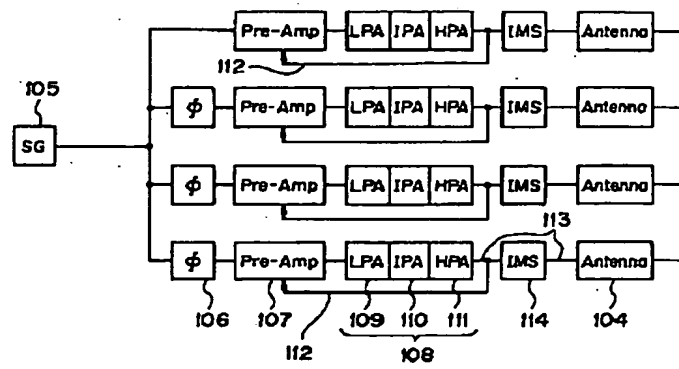 Pre-Amp LPA IPA HPA IMS Antenna
112
105
SG
ϕ Pre-Amp LPA IPA HPA IMS Antenna
ϕ Pre-Amp LPA IPA HPA IMS Antenna
113
ϕ Pre-Amp LPA IPA HPA IMS Antenna
106 107 112 109 110 111 114 104
108